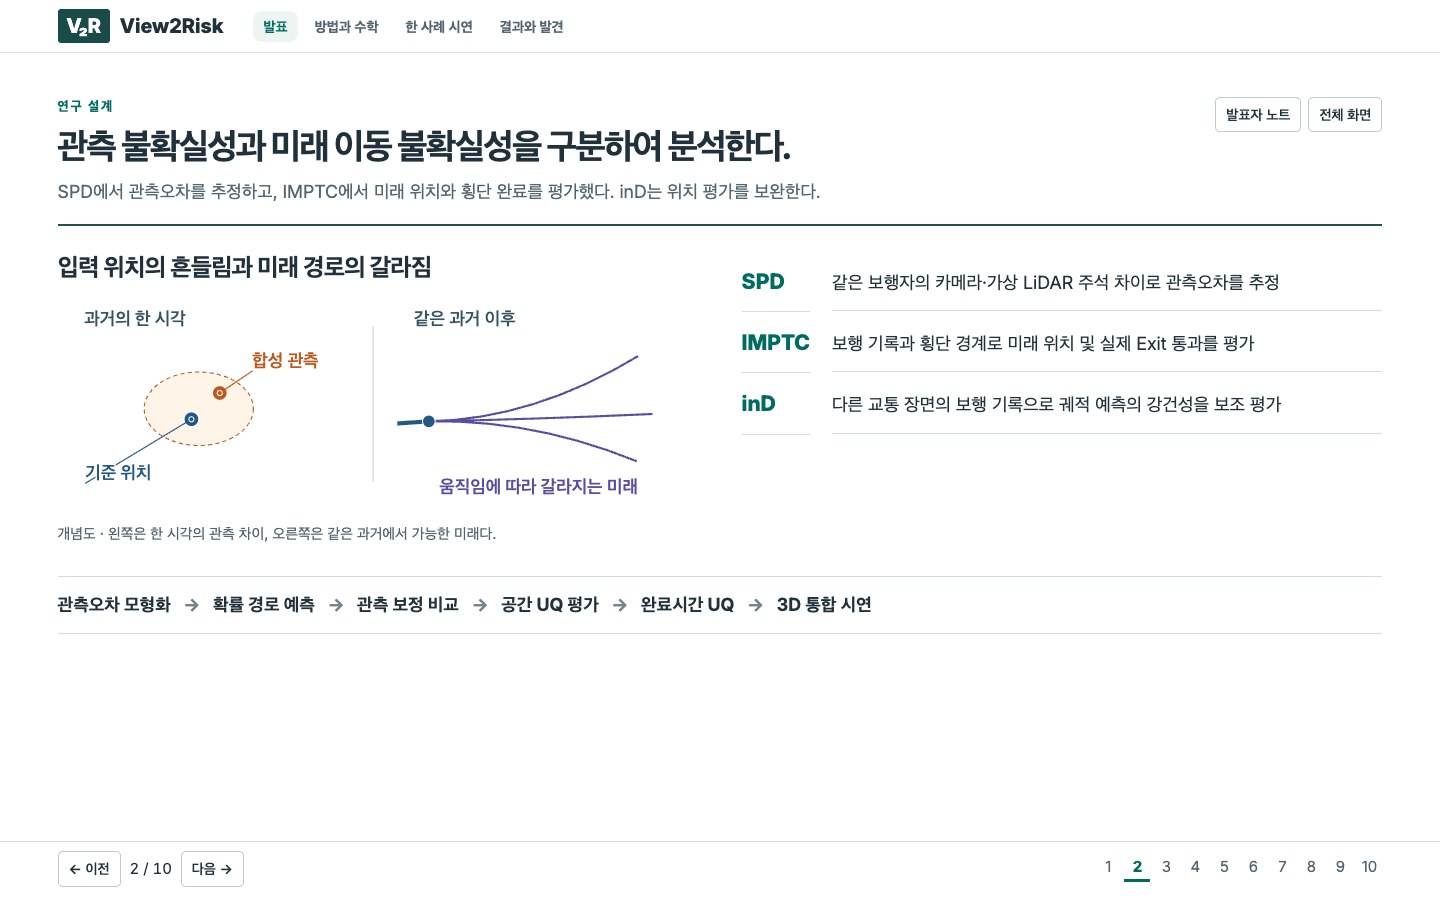 V2R View2Risk 발표 방법과 수학 한 사례 시연 결과와 발견
연구 설계
발표자 노트 전체 화면
관측 불확실성과 미래 이동 불확실성을 구분하여 분석한다.
SPD에서 관측오차를 추정하고, IMPTC에서 미래 위치와 횡단 완료를 평가했다. inD는 위치 평가를 보완한다.
입력 위치의 흔들림과 미래 경로의 갈라짐
과거의 한 시각
합성 관측
기준 위치
같은 과거 이후
움직임에 따라 갈라지는 미래
개념도 · 왼쪽은 한 시각의 관측 차이, 오른쪽은 같은 과거에서 가능한 미래다.
SPD 같은 보행자의 카메라·가상 LiDAR 주석 차이로 관측오차를 추정
IMPTC 보행 기록과 횡단 경계로 미래 위치 및 실제 Exit 통과를 평가
inD 다른 교통 장면의 보행 기록으로 궤적 예측의 강건성을 보조 평가
관측오차 모형화 → 확률 경로 예측 → 관측 보정 비교 → 공간 UQ 평가 → 완료시간 UQ → 3D 통합 시연
← 이전 2 / 10 다음 → 1 2 3 4 5 6 7 8 9 10